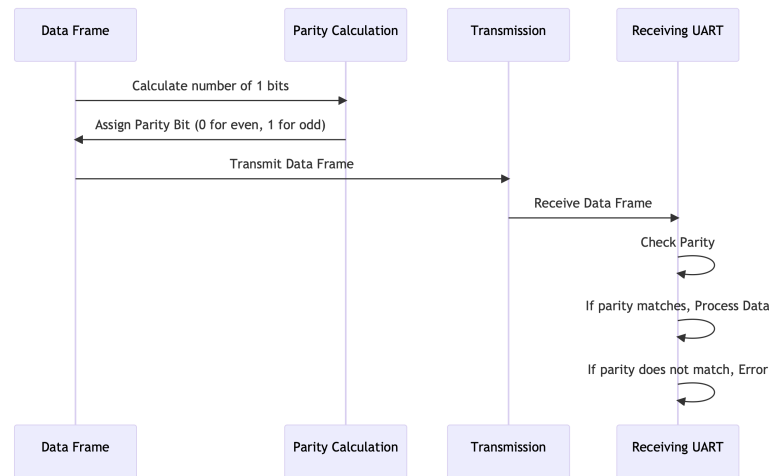 Data Frame
Parity Calculation
Transmission
Receiving UART
Calculate number of 1 bits
Assign Parity Bit (0 for even, 1 for odd)
Transmit Data Frame
Receive Data Frame
Check Parity
If parity matches, Process Data
If parity does not match, Error
Data Frame
Parity Calculation
Transmission
Receiving UART